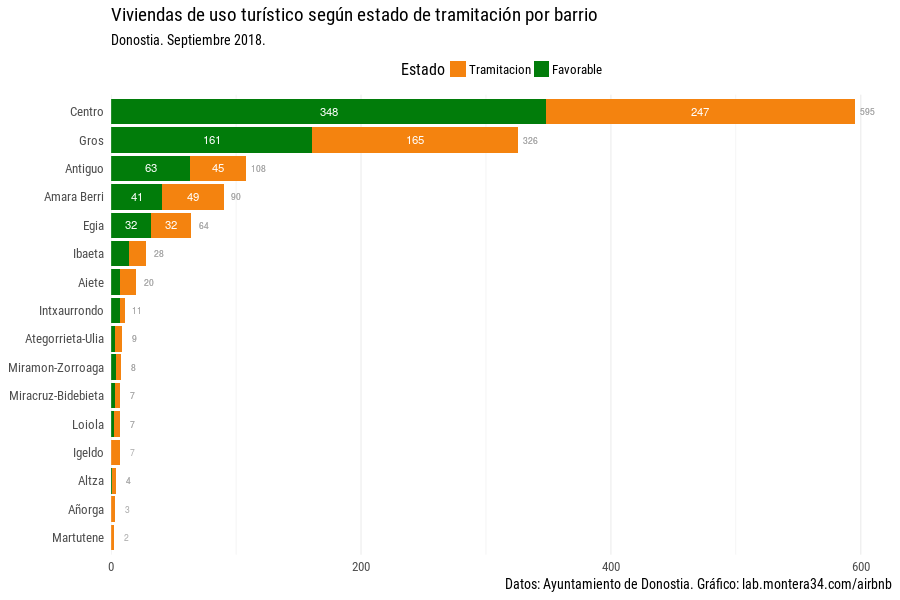 Viviendas de uso turístico según estado de tramitación por barrio
Donostia. Septiembre 2018.
Estado Tramitacion Favorable
Centro 348 247 595
Gros 161 165 326
Antiguo 63 45 108
Amara Berri 41 49 90
Egia 32 32 64
Ibaeta 28
Aiete 20
Intxaurrondo 11
Ategorrieta-Ulia 9
Miramon-Zorroaga 8
Miracruz-Bidebieta 7
Loiola 7
Igeldo 7
Altza 4
Añorga 3
Martutene 2
0 200 400 600
Datos: Ayuntamiento de Donostia. Gráfico: lab.montera34.com/airbnb